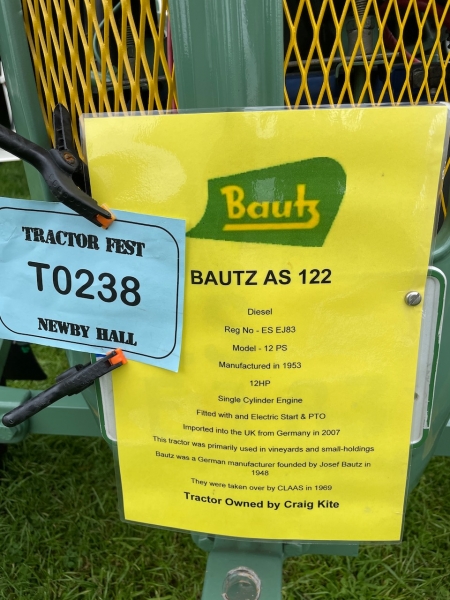 Bautz
TRACTOR FEST
T0238
NEWBY HALL
BAUTZ AS 122
Diesel
Reg No - ES EJ83
Model - 12 PS
Manufactured in 1953
12HP
Single Cylinder Engine
Fitted with and Electric Start & PTO
Imported into the UK from Germany in 2007
This tractor was primarily used in vineyards and small-holdings
Bautz was a German manufacturer founded by Josef Bautz in
1948
They were taken over by CLAAS in 1969
Tractor Owned by Craig Kite